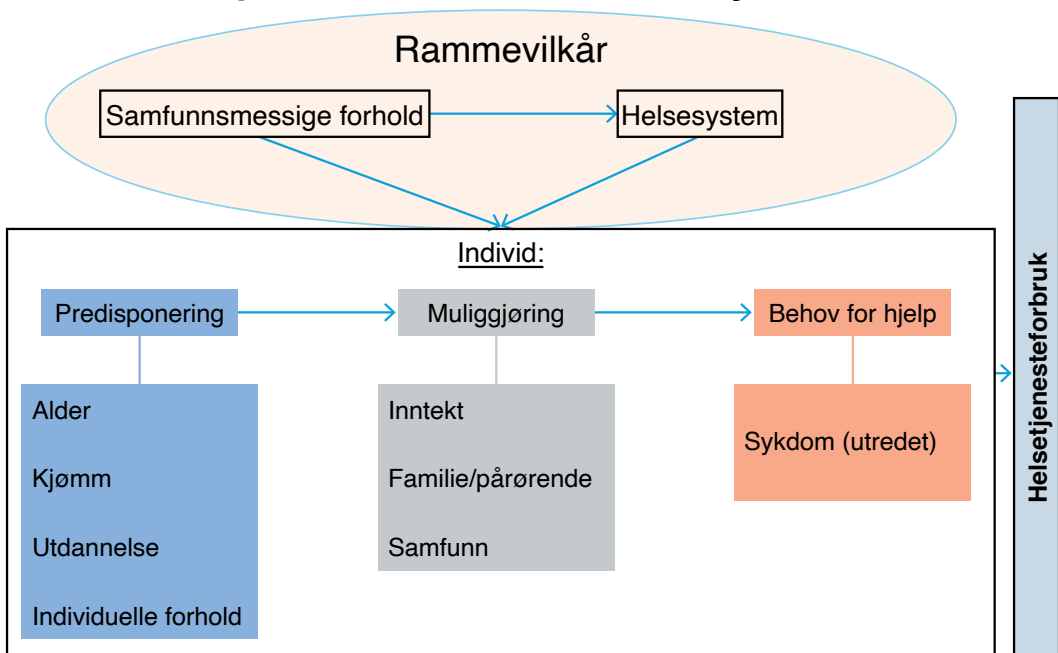 Rammevilkår
Samfunnsmessige forhold
Helsesystem
Individ:
Predisponering
Muliggjøring
Behov for hjelp
Alder
Kjømm
Utdannelse
Individuelle forhold
Inntekt
Familie/pårørende
Samfunn
Sykdom (utredet)
Helsetjenesteforbruk